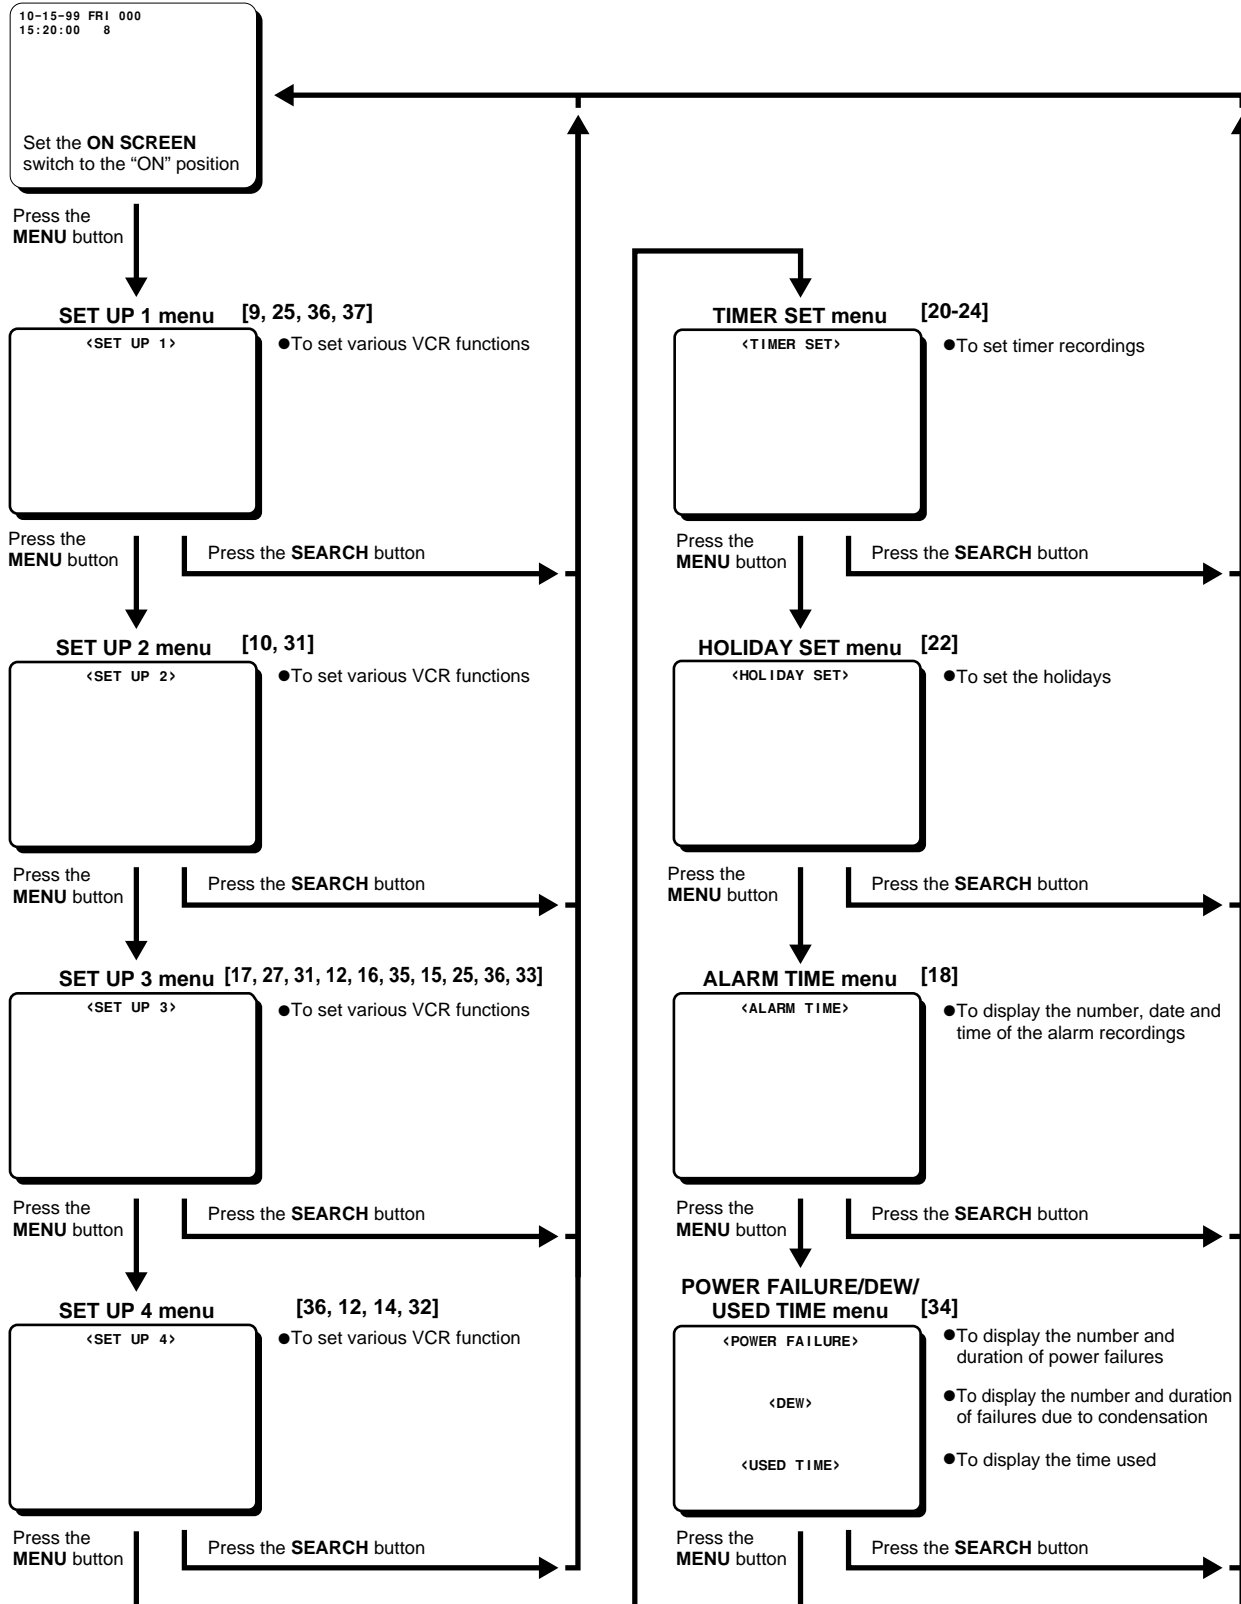 10-15-99 FRI 000
15:20:00 8
Set the ON SCREEN
switch to the “ON” position
Press the
MENU button
SET UP 1 menu [9, 25, 36, 37]
<SET UP 1>
●To set various VCR functions
Press the
MENU button
Press the SEARCH button
SET UP 2 menu [10, 31]
<SET UP 2>
●To set various VCR functions
Press the
MENU button
Press the SEARCH button
SET UP 3 menu [17, 27, 31, 12, 16, 35, 15, 25, 36, 33]
<SET UP 3>
●To set various VCR functions
Press the
MENU button
Press the SEARCH button
SET UP 4 menu [36, 12, 14, 32]
<SET UP 4>
●To set various VCR function
Press the
MENU button
Press the SEARCH button
TIMER SET menu [20-24]
<TIMER SET>
●To set timer recordings
Press the
MENU button
Press the SEARCH button
HOLIDAY SET menu [22]
<HOLIDAY SET>
●To set the holidays
Press the
MENU button
Press the SEARCH button
ALARM TIME menu [18]
<ALARM TIME>
●To display the number, date and
time of the alarm recordings
Press the
MENU button
Press the SEARCH button
POWER FAILURE/DEW/
USED TIME menu [34]
<POWER FAILURE>
●To display the number and
duration of power failures
<DEW>
●To display the number and duration
of failures due to condensation
<USED TIME>
●To display the time used
Press the
MENU button
Press the SEARCH button